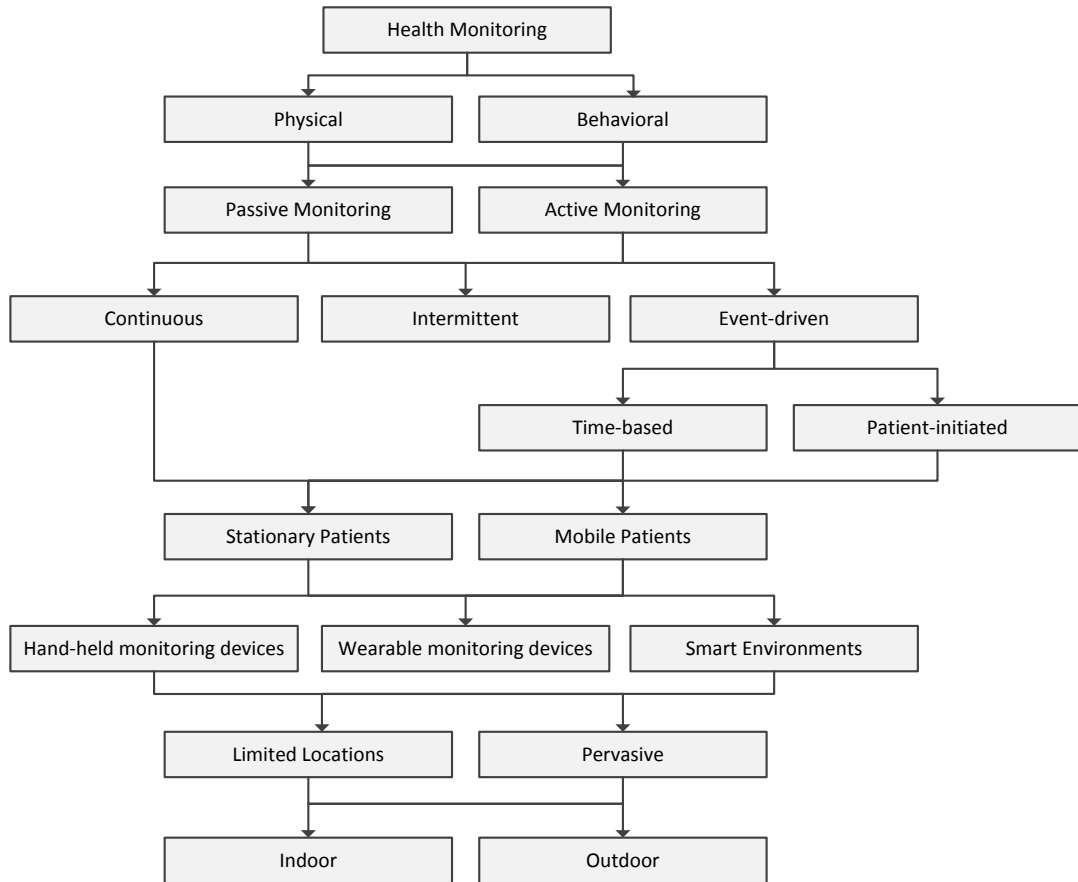 Health Monitoring
Physical
Behavioral
Passive Monitoring
Active Monitoring
Continuous
Intermittent
Event-driven
Time-based
Patient-initiated
Stationary Patients
Mobile Patients
Hand-held monitoring devices
Wearable monitoring devices
Smart Environments
Limited Locations
Pervasive
Indoor
Outdoor